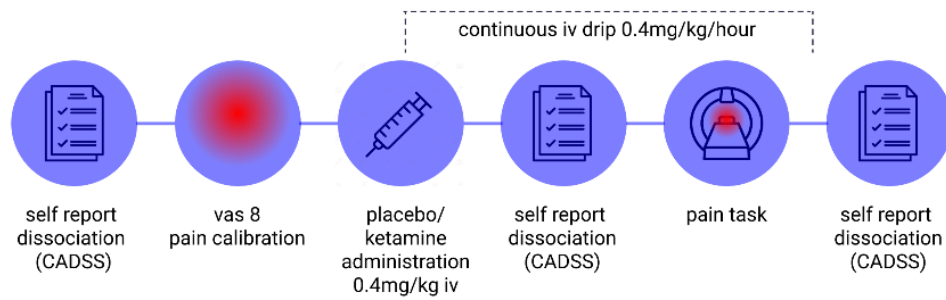 continuous iv drip 0.4mg/kg/hour
self report
dissociation
(CADSS)
vas 8
pain calibration
placebo/
ketamine
administration
0.4mg/kg iv
self report
dissociation
(CADSS)
pain task
self report
dissociation
(CADSS)